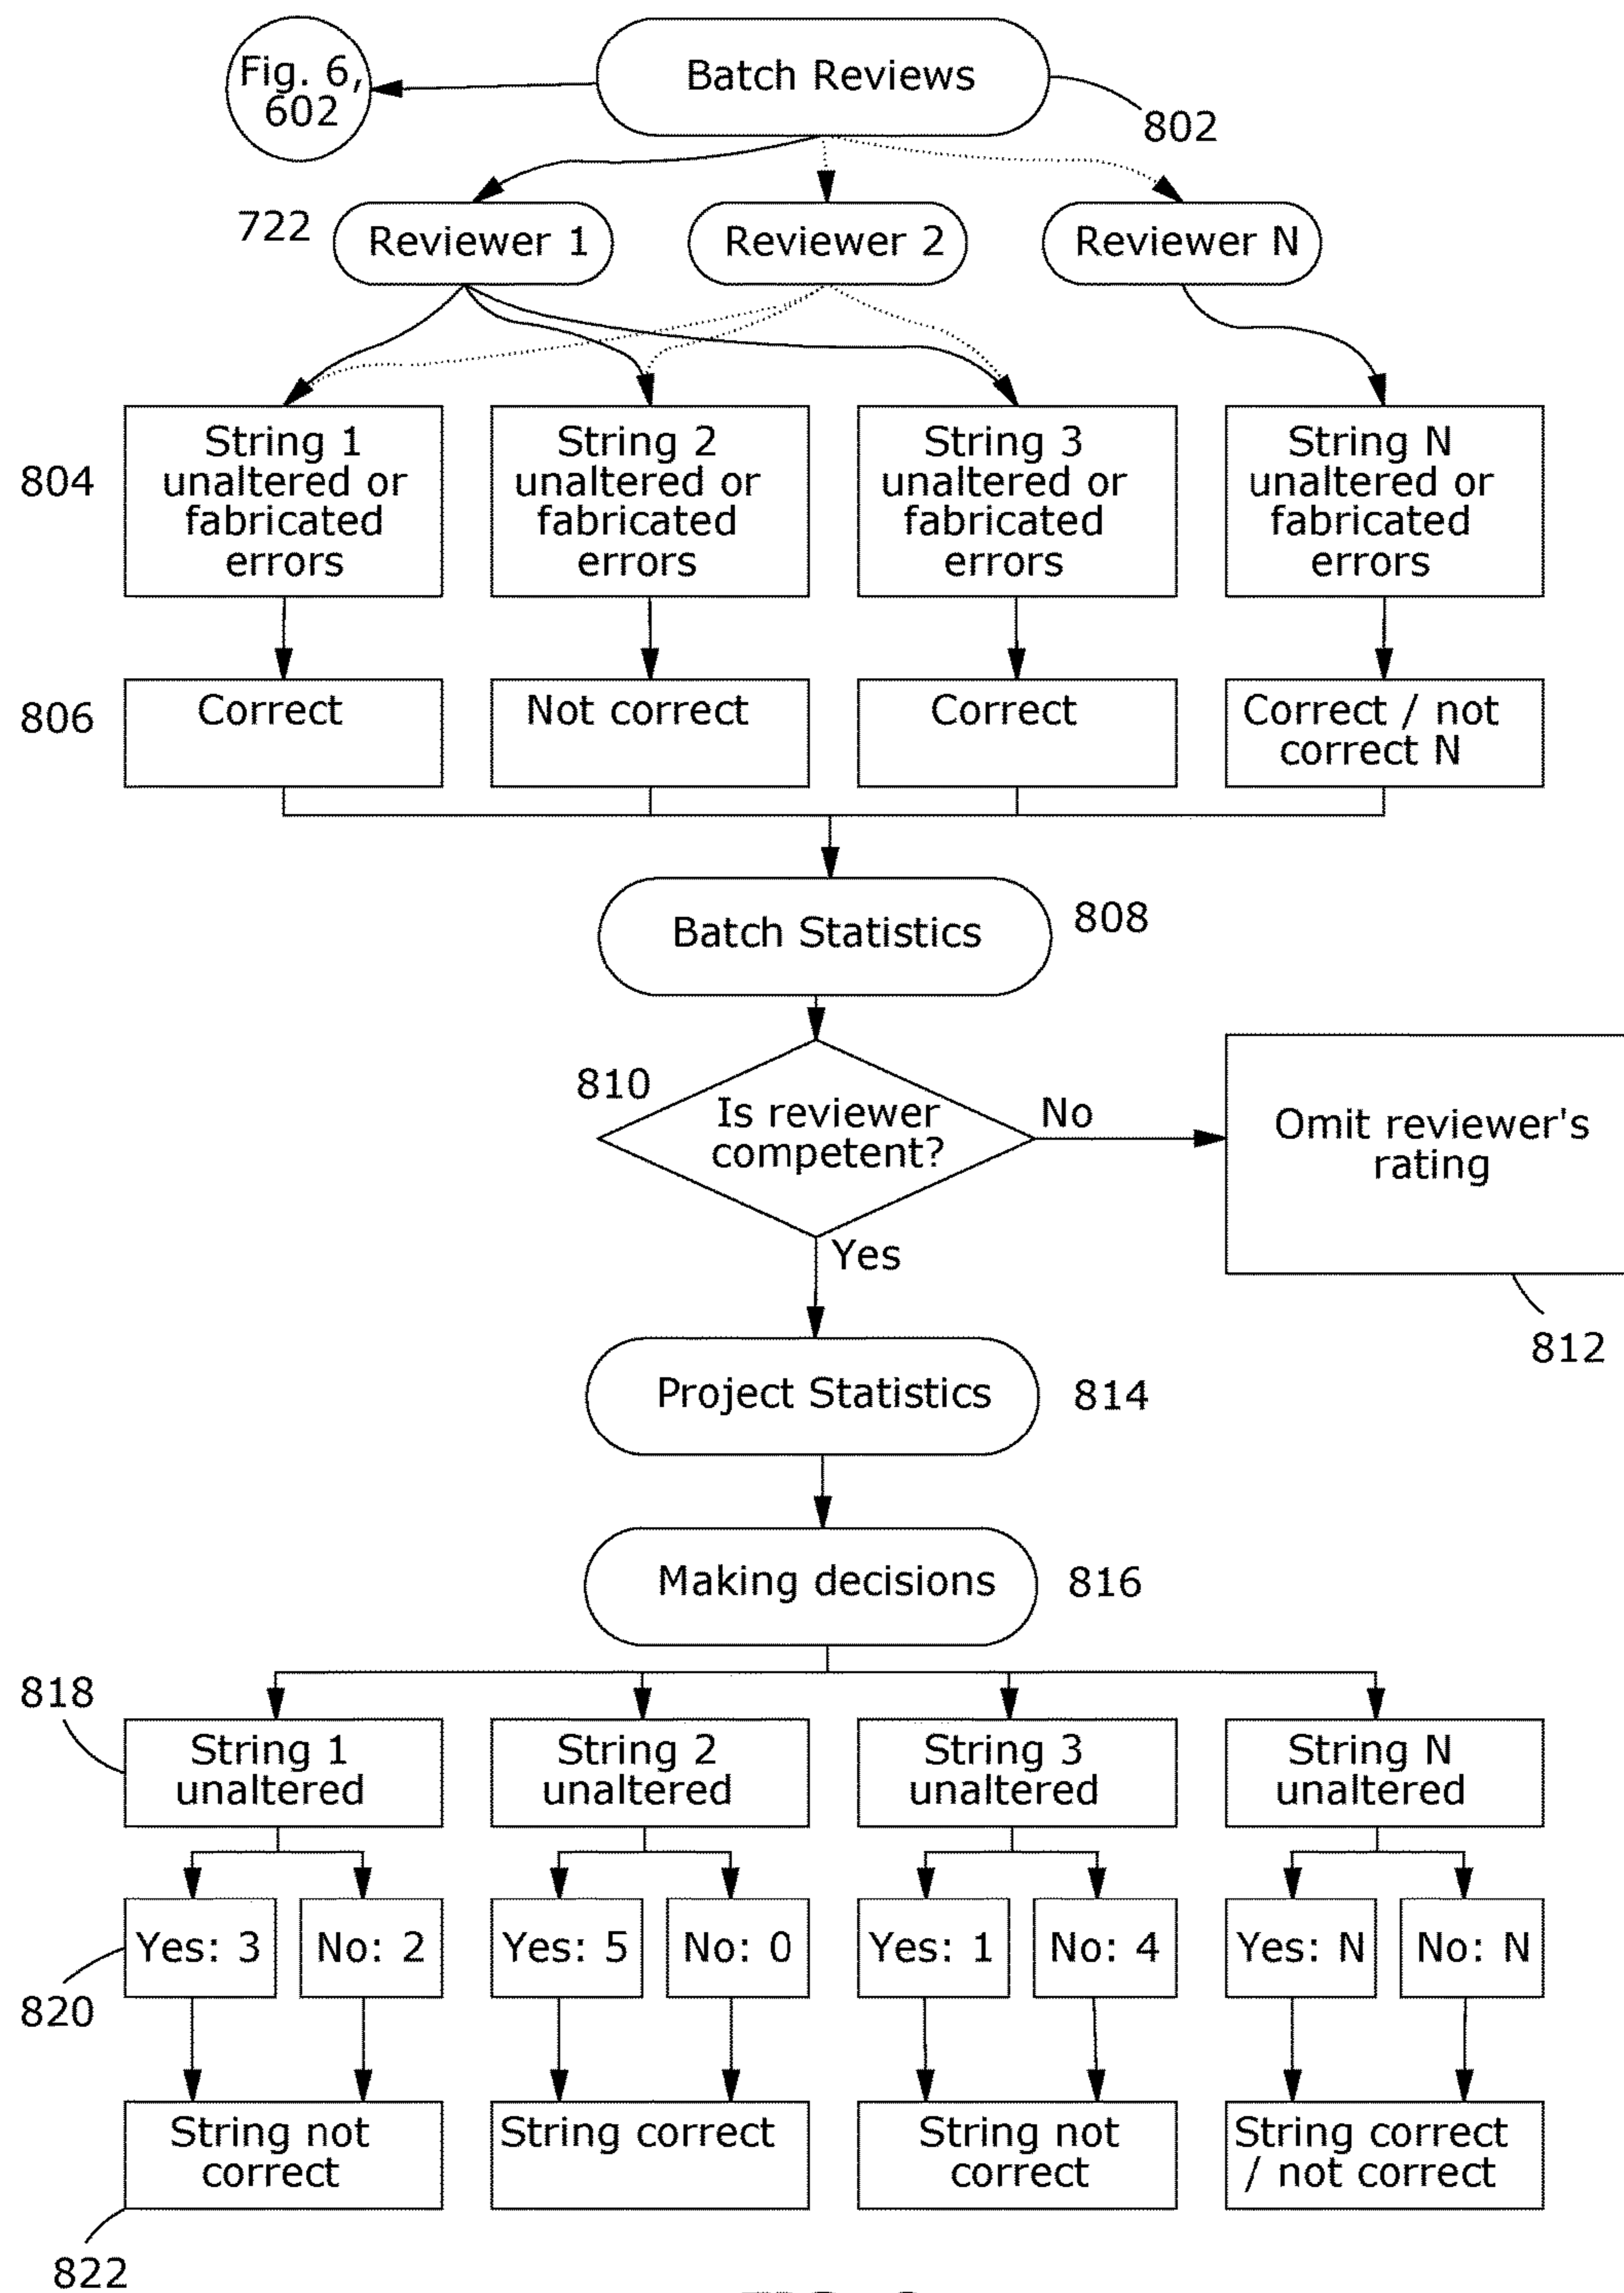 Fig. 6,
602
Batch Reviews
802
722
Reviewer 1
Reviewer 2
Reviewer N
804
String 1
unaltered or
fabricated
errors
String 2
unaltered or
fabricated
errors
String 3
unaltered or
fabricated
errors
String N
unaltered or
fabricated
errors
806
Correct
Not correct
Correct
Correct / not
correct N
Batch Statistics
808
810
Is reviewer
competent?
No
Omit reviewer's
rating
Yes
812
Project Statistics
814
Making decisions
816
818
String 1
unaltered
String 2
unaltered
String 3
unaltered
String N
unaltered
820
Yes: 3
No: 2
Yes: 5
No: 0
Yes: 1
No: 4
Yes: N
No: N
822
String not
correct
String correct
String not
correct
String correct
/ not correct